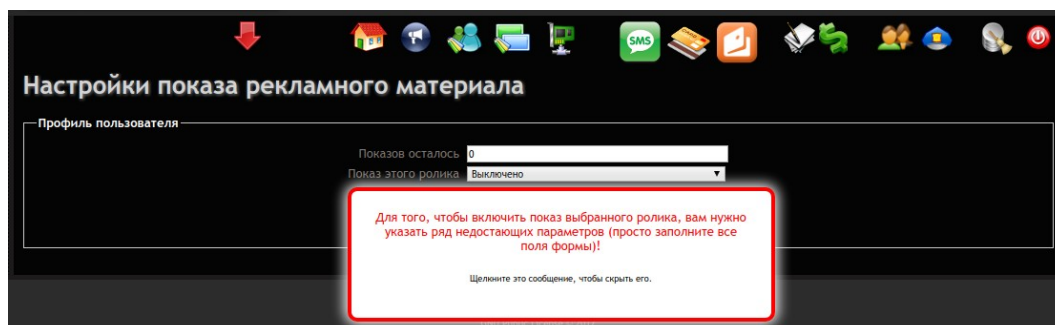 SMS
Настройки показа рекламного материала
Профиль пользователя
Показов осталось 0
Показ этого ролика Выключено
Для того, чтобы включить показ выбранного ролика, вам нужно
указать ряд недостающих параметров (просто заполните все
поля формы)!
Щелкните это сообщение, чтобы скрыть его.